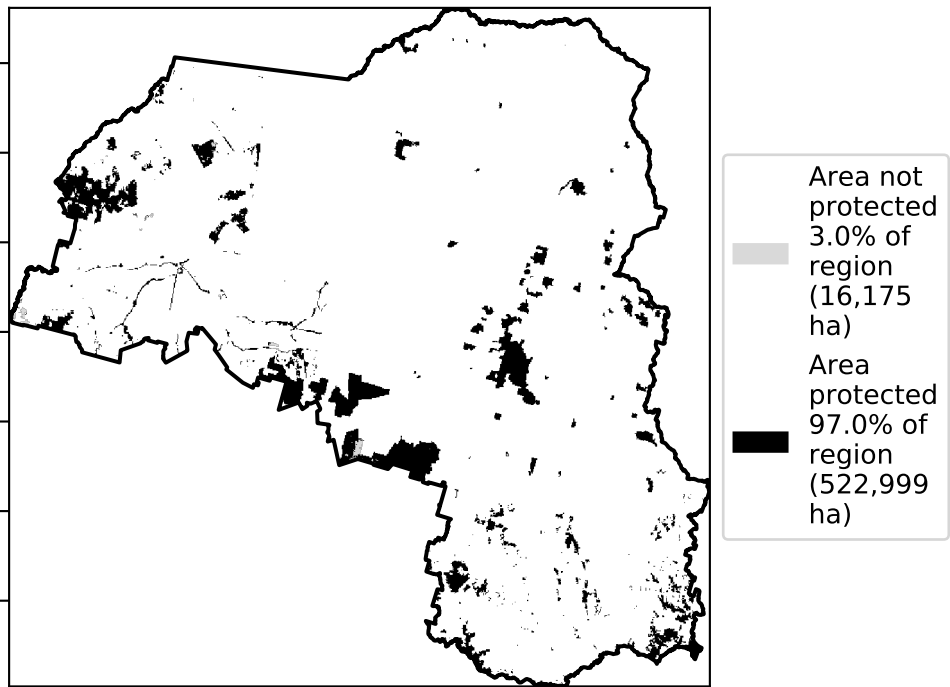 Area not
protected
3.0% of
region
(16,175
ha)
Area
protected
97.0% of
region
(522,999
ha)